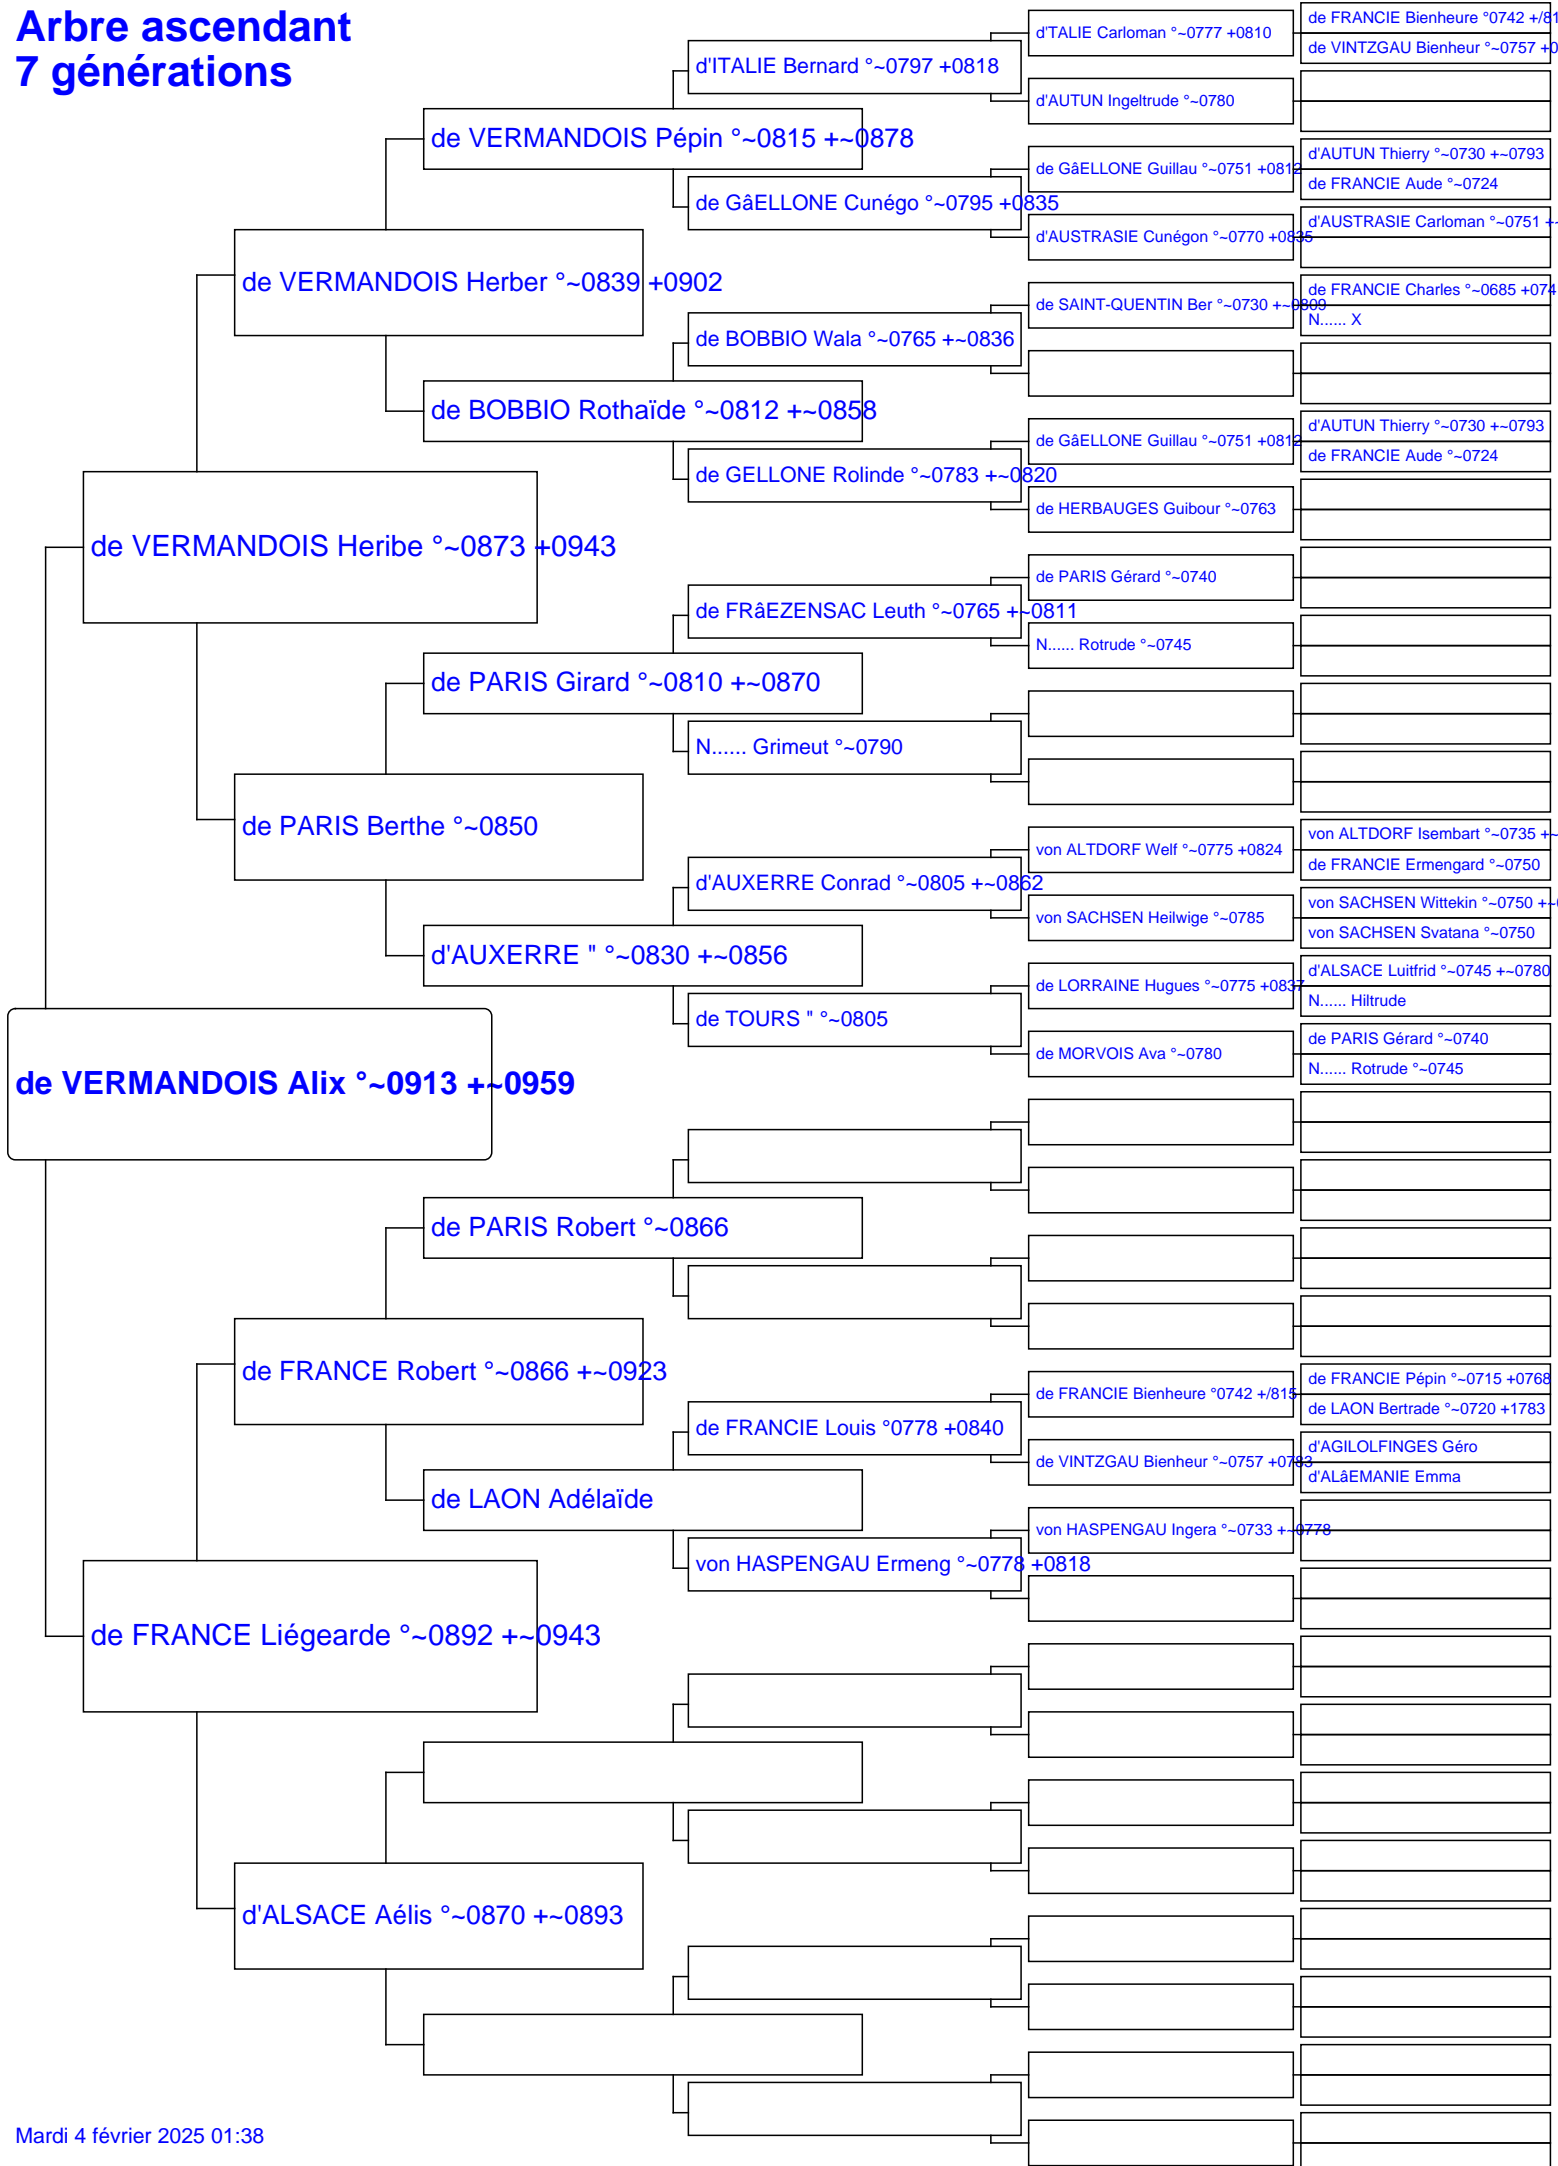 Arbre ascendant
7 générations
d'TALIE Carloman °~0777 +0810
de FRANCIE Bienheure °0742 +/81
de VINTZGAU Bienheur °~0757 +0
d'ITALIE Bernard °~0797 +0818
d'AUTUN Ingeltrude °~0780
de VERMANDOIS Pépin °~0815 +~0878
de GâELLONE Guillau °~0751 +0812
d'AUTUN Thierry °~0730 +~0793
de FRANCIE Aude °~0724
de GâELLONE Cunégo °~0795 +0835
d'AUSTRASIE Cunégon °~0770 +0835
d'AUSTRASIE Carloman °~0751 +~
de VERMANDOIS Herber °~0839 +0902
de SAINT-QUENTIN Ber °~0730 +~0809
de FRANCIE Charles °~0685 +074
N...... X
de BOBBIO Wala °~0765 +~0836
de BOBBIO Rothaïde °~0812 +~0858
de GâELLONE Guillau °~0751 +0812
d'AUTUN Thierry °~0730 +~0793
de FRANCIE Aude °~0724
de GELLONE Rolinde °~0783 +~0820
de HERBAUGES Guibour °~0763
de VERMANDOIS Heribe °~0873 +0943
de PARIS Gérard °~0740
de FRâEZENSAC Leuth °~0765 +~0811
N...... Rotrude °~0745
de PARIS Girard °~0810 +~0870
N...... Grimeut °~0790
de PARIS Berthe °~0850
von ALTDORF Welf °~0775 +0824
von ALTDORF Isembart °~0735 +~
de FRANCIE Ermengard °~0750
d'AUXERRE Conrad °~0805 +~0862
von SACHSEN Heilwige °~0785
von SACHSEN Wittekin °~0750 +~0
von SACHSEN Svatana °~0750
d'AUXERRE " °~0830 +~0856
de LORRAINE Hugues °~0775 +0837
d'ALSACE Luitfrid °~0745 +~0780
N...... Hiltrude
de TOURS " °~0805
de MORVOIS Ava °~0780
de PARIS Gérard °~0740
N...... Rotrude °~0745
de VERMANDOIS Alix °~0913 +~0959
de PARIS Robert °~0866
de FRANCE Robert °~0866 +~0923
de FRANCIE Bienheure °0742 +/815
de FRANCIE Pépin °~0715 +0768
de LAON Bertrade °~0720 +1783
de FRANCIE Louis °0778 +0840
de VINTZGAU Bienheur °~0757 +0783
d'AGILOLFINGES Géro
d'ALâEMANIE Emma
de LAON Adélaïde
von HASPENGAU Ingera °~0733 +~0778
von HASPENGAU Ermeng °~0778 +0818
de FRANCE Liégearde °~0892 +~0943
d'ALSACE Aélis °~0870 +~0893
Mardi 4 février 2025 01:38